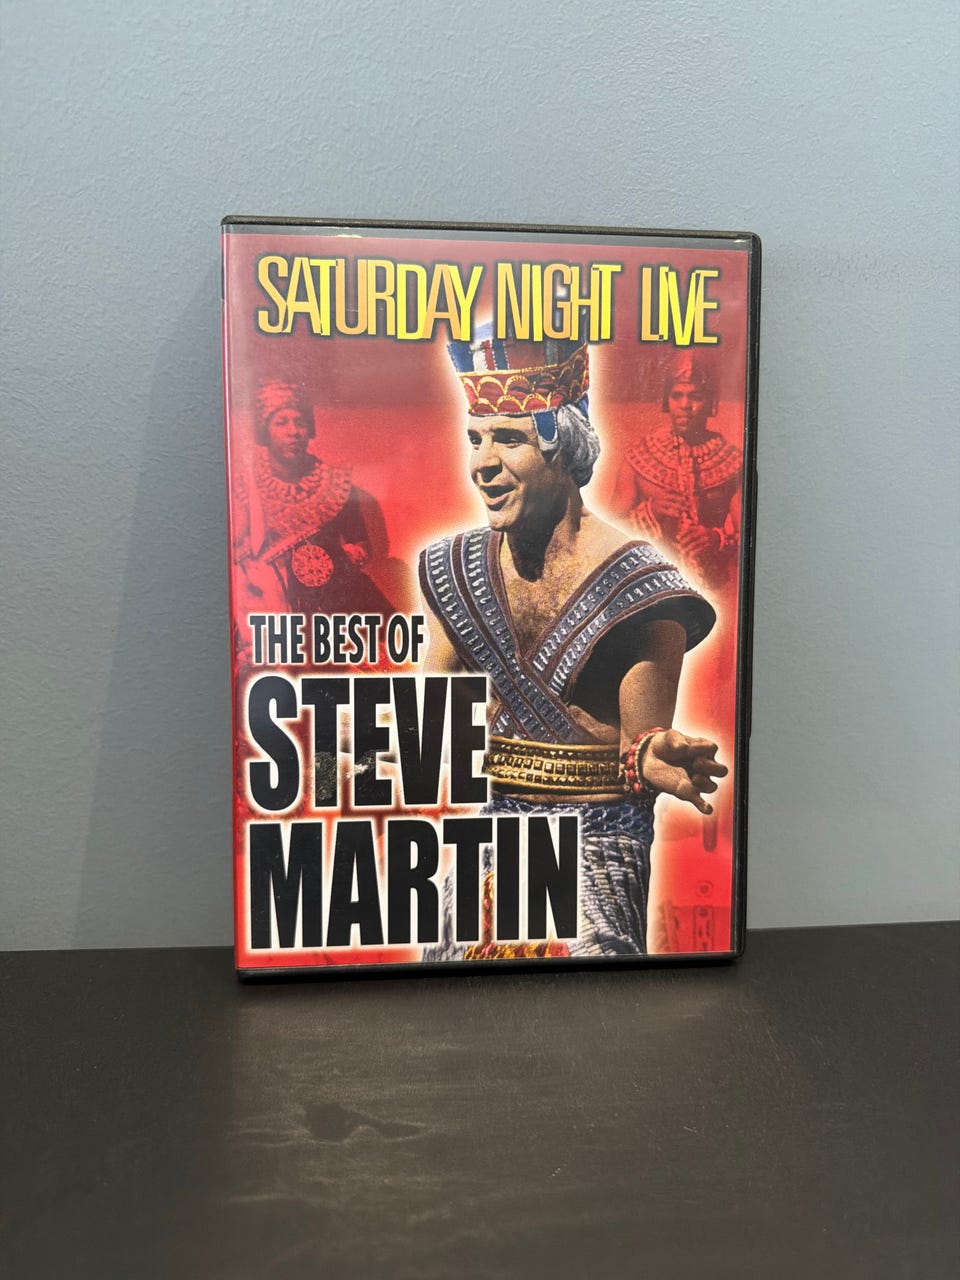 SATURDAY NIGHT LIVE
THE BEST OF
STEVE
MARTIN